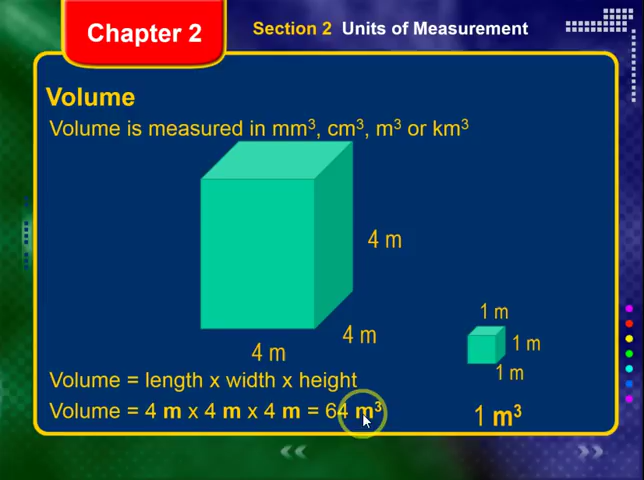 Chapter 2
Section 2 Units of Measurement
Volume
Volume is measured in mm³, cm³, m³ or km³
4 m
4 m
4 m
1 m
1 m
1 m
1 m³
Volume = length x width x height
Volume = 4 m x 4 m x 4 m = 64 m³